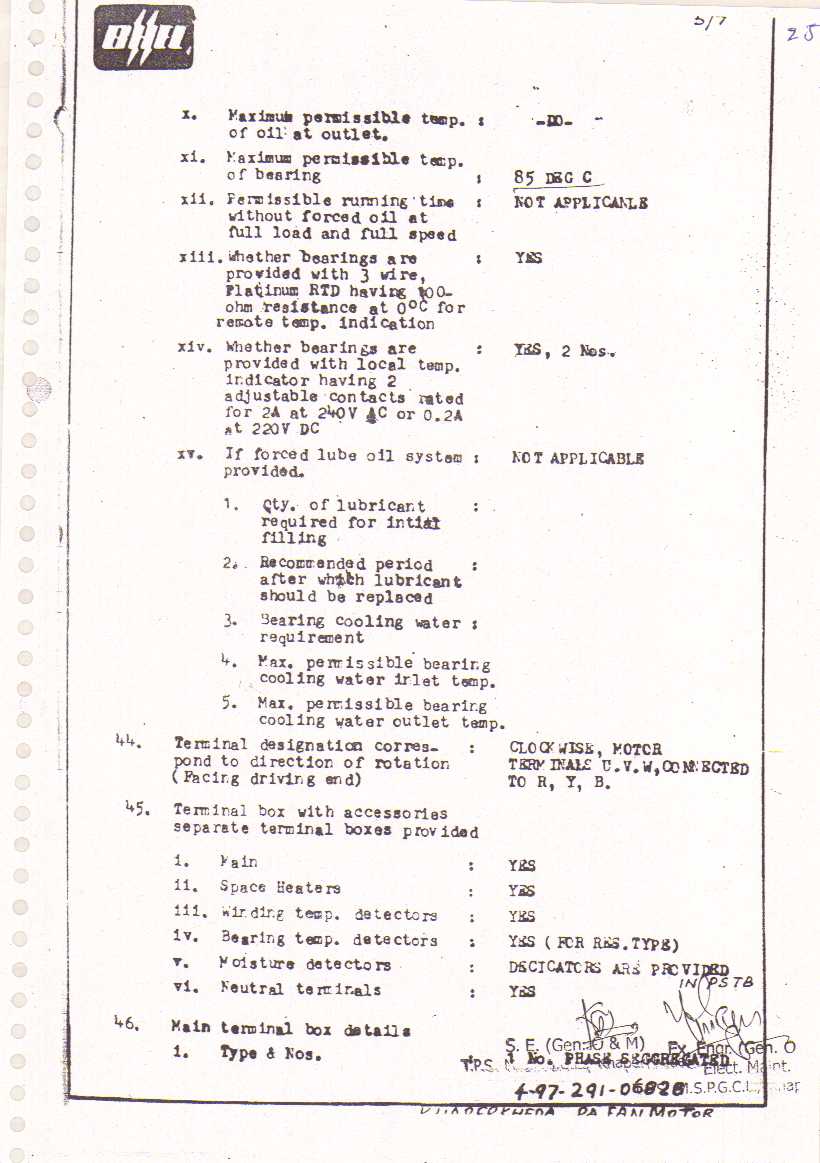 BHEL
5/7
25
x. Maximum permissible temp. : -DO- -
of oil at outlet.
xi. Maximum permissible temp.
of bearing : 85 DEG C
xii. Permissible running time : NOT APPLICANLE
without forced oil at
full load and full speed
xiii. Whether bearings are : YES
provided with 3 wire,
Platinum RTD having 100-
ohm resistance at 0°C for
remote temp. indication
xiv. Whether bearings are : YES, 2 Nos.
provided with local temp.
indicator having 2
adjustable contacts rated
for 2A at 240V AC or 0.2A
at 220V DC
xv. If forced lube oil system : NOT APPLICABLE
provided.
1. Qty. of lubricant :
required for intial
filling
2. Recommended period :
after which lubricant
should be replaced
3. Bearing cooling water :
requirement
4. Max. permissible bearing
cooling water inlet temp.
5. Max. permissible bearing
cooling water outlet temp.
44. Terminal designation corres- : CLOCKWISE, MOTOR
pond to direction of rotation TERMINALS U.V.W, CONNECTED
(Facing driving end) TO R, Y, B.
45. Terminal box with accessories
separate terminal boxes provided
i. Main : YES
ii. Space Heaters : YES
iii. Winding temp. detectors : YES
iv. Bearing temp. detectors : YES (FOR RES.TYPE)
v. Moisture detectors : DECICATORS ARE PROVIDED
IN PSTB
vi. Neutral terminals : YES
46. Main terminal box details
S. E. (Gen. O & M) Ex. Engr. (Gen. O
i. Type & Nos. : 1 No. PHASE SEGGREGATED
T.P.S. Elect. Maint.
4-97-291-06828 M.S.P.G.C.L.
KHAPERKHEDA PA FAN MOTOR